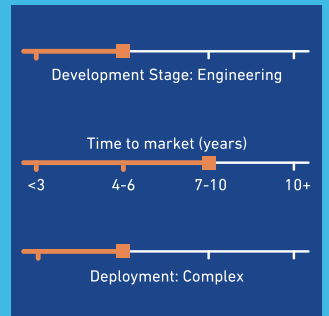 Development Stage: Engineering
Time to market (years)
<3 4-6 7-10 10+
Deployment: Complex